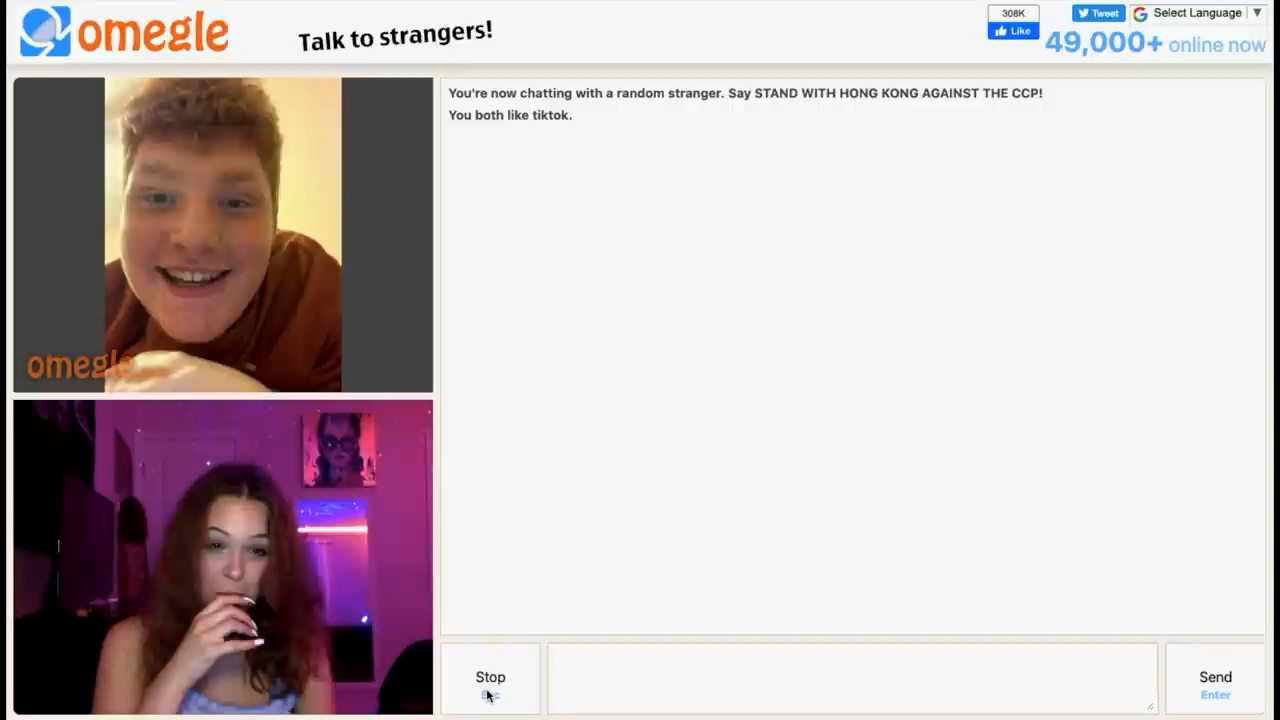 omegle
Talk to strangers!
308K
Like
Tweet
Select Language
49,000+ online now
You're now chatting with a random stranger. Say STAND WITH HONG KONG AGAINST THE CCP!
You both like tiktok.
omegle
Stop
Send
Enter